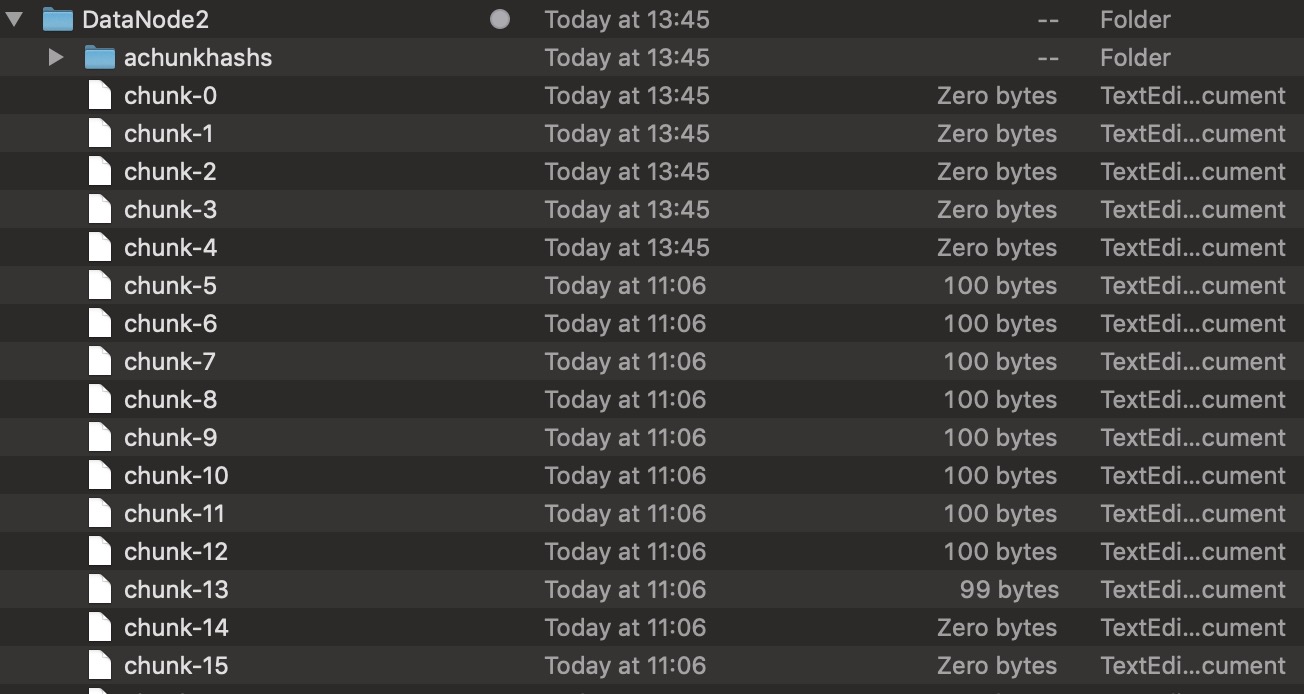 DataNode2 Today at 13:45 -- Folder
achunkhashs Today at 13:45 -- Folder
chunk-0 Today at 13:45 Zero bytes TextEdi...cument
chunk-1 Today at 13:45 Zero bytes TextEdi...cument
chunk-2 Today at 13:45 Zero bytes TextEdi...cument
chunk-3 Today at 13:45 Zero bytes TextEdi...cument
chunk-4 Today at 13:45 Zero bytes TextEdi...cument
chunk-5 Today at 11:06 100 bytes TextEdi...cument
chunk-6 Today at 11:06 100 bytes TextEdi...cument
chunk-7 Today at 11:06 100 bytes TextEdi...cument
chunk-8 Today at 11:06 100 bytes TextEdi...cument
chunk-9 Today at 11:06 100 bytes TextEdi...cument
chunk-10 Today at 11:06 100 bytes TextEdi...cument
chunk-11 Today at 11:06 100 bytes TextEdi...cument
chunk-12 Today at 11:06 100 bytes TextEdi...cument
chunk-13 Today at 11:06 99 bytes TextEdi...cument
chunk-14 Today at 11:06 Zero bytes TextEdi...cument
chunk-15 Today at 11:06 Zero bytes TextEdi...cument